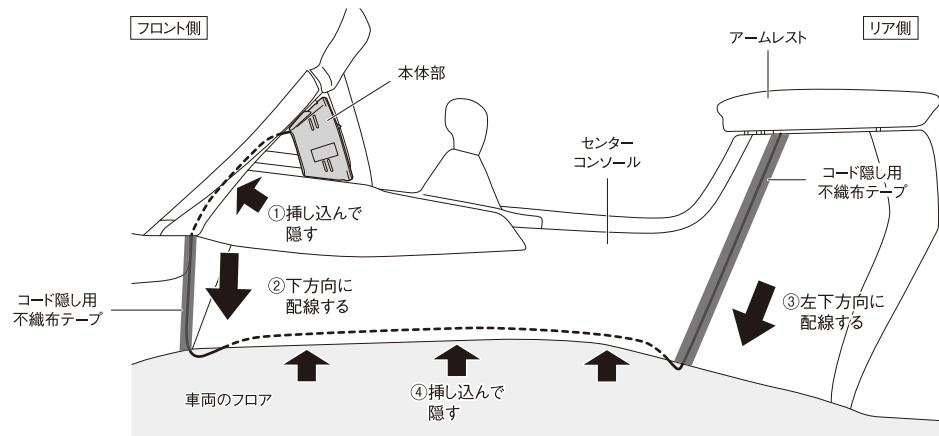 フロント側
リア側
アームレスト
本体部
センター
コンソール
コード隠し用
不織布テープ
①挿し込んで
隠す
②下方向に
配線する
コード隠し用
不織布テープ
③左下方向に
配線する
④挿し込んで
隠す
車両のフロア